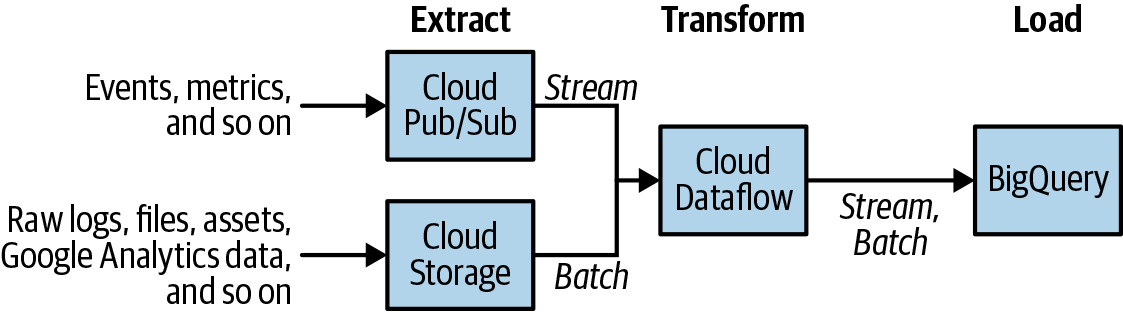 Extract
Transform
Load
Events, metrics,
and so on
Cloud
Pub/Sub
Stream
Cloud
Dataflow
Stream,
Batch
BigQuery
Raw logs, files, assets,
Google Analytics data,
and so on
Cloud
Storage
Batch